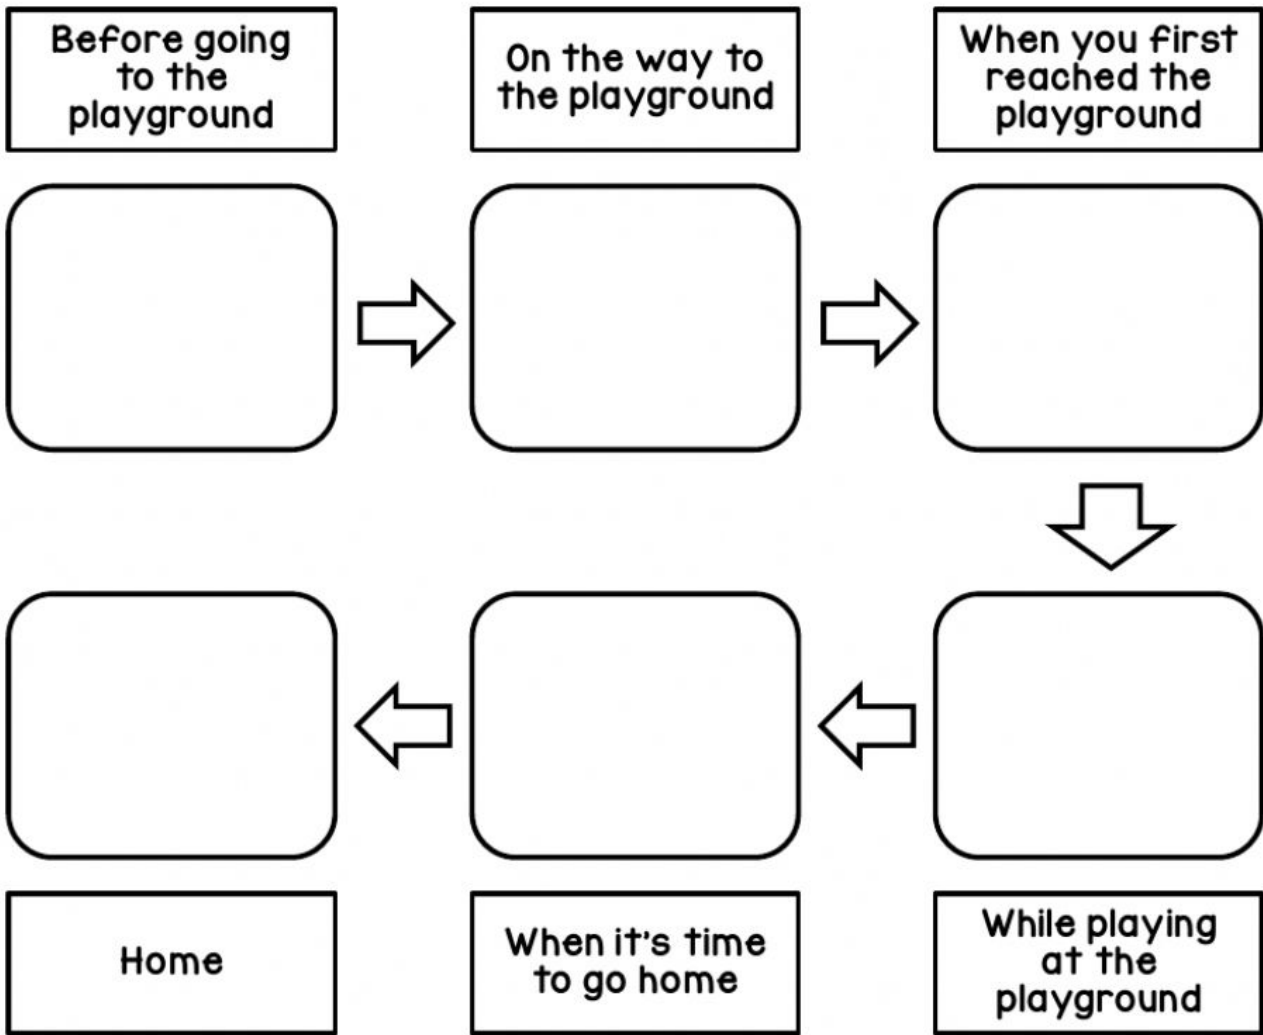 Before going
to the
playground
On the way to
the playground
When you first
reached the
playground
Home
When it's time
to go home
While playing
at the
playground